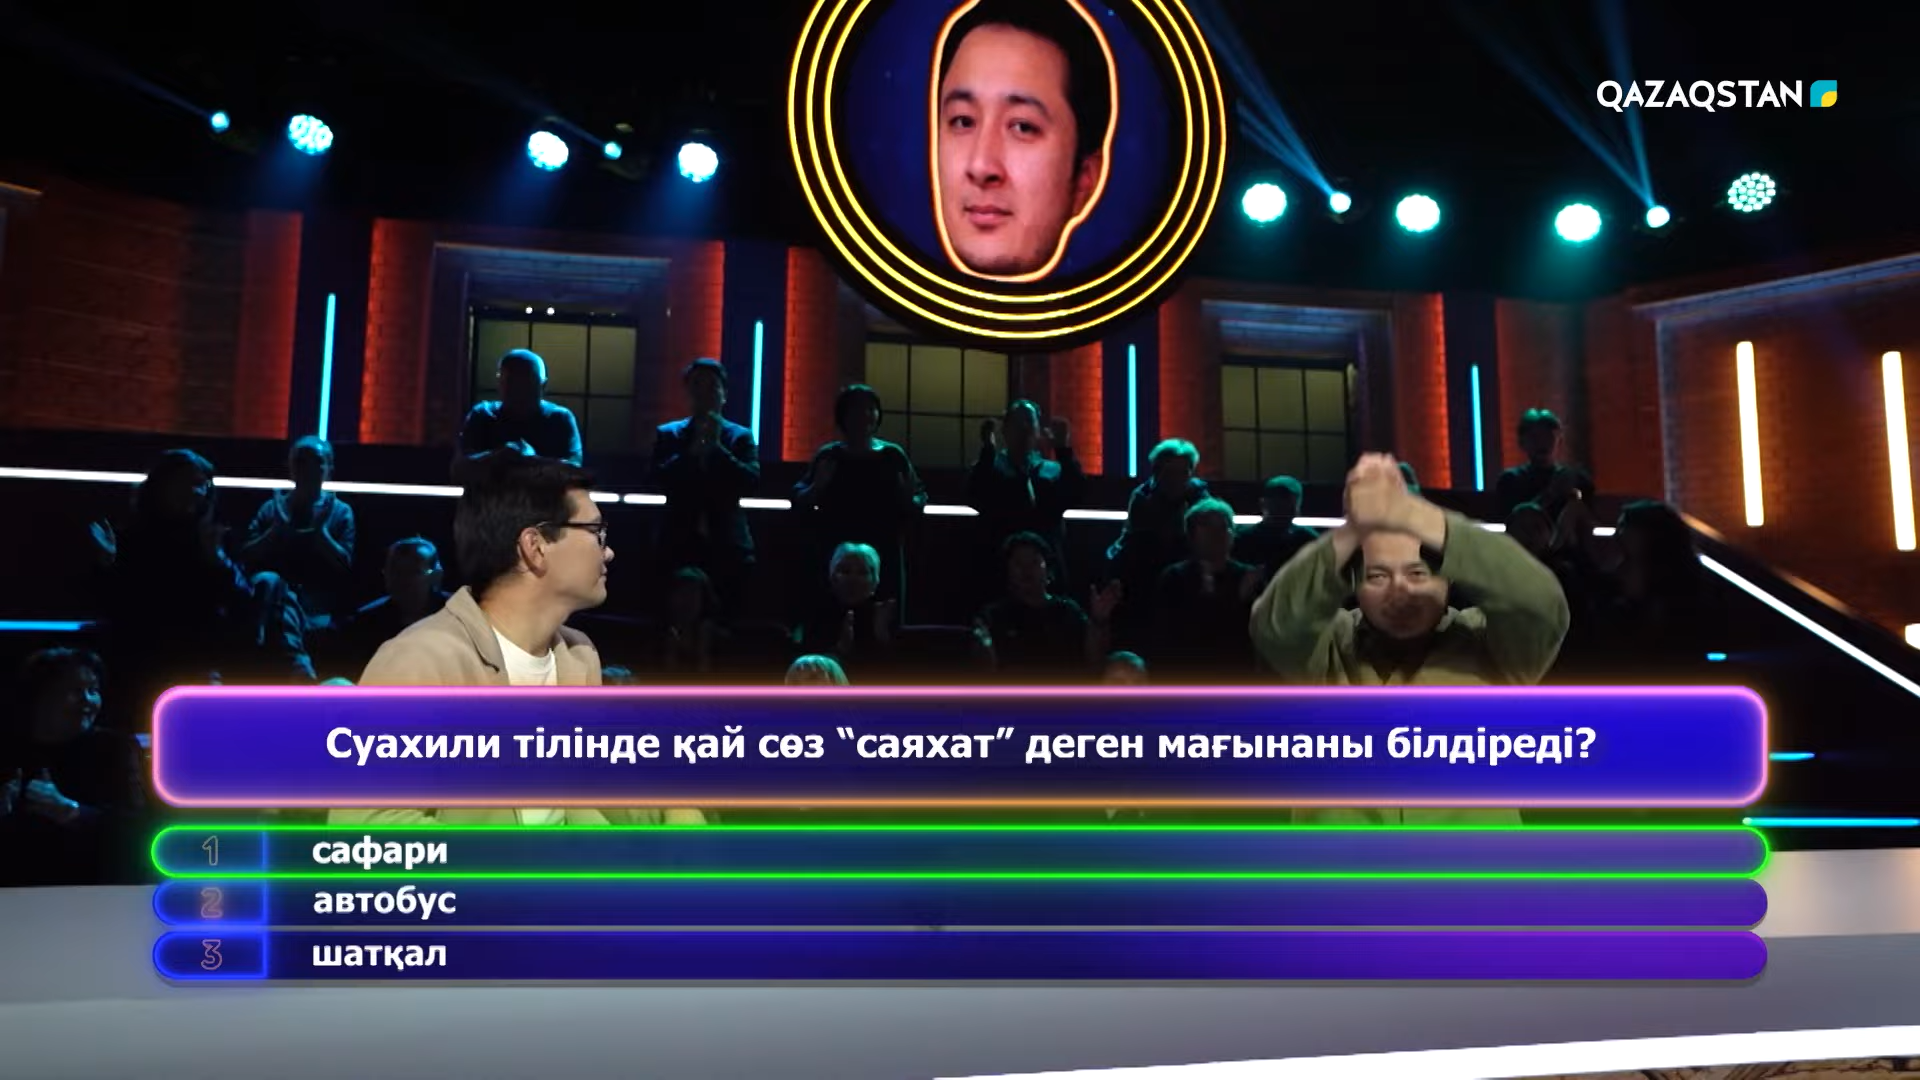 QAZAQSTAN
Суахили тілінде қай сөз “саяхат” деген мағынаны білдіреді?
1 сафари
2 автобус
3 шатқал